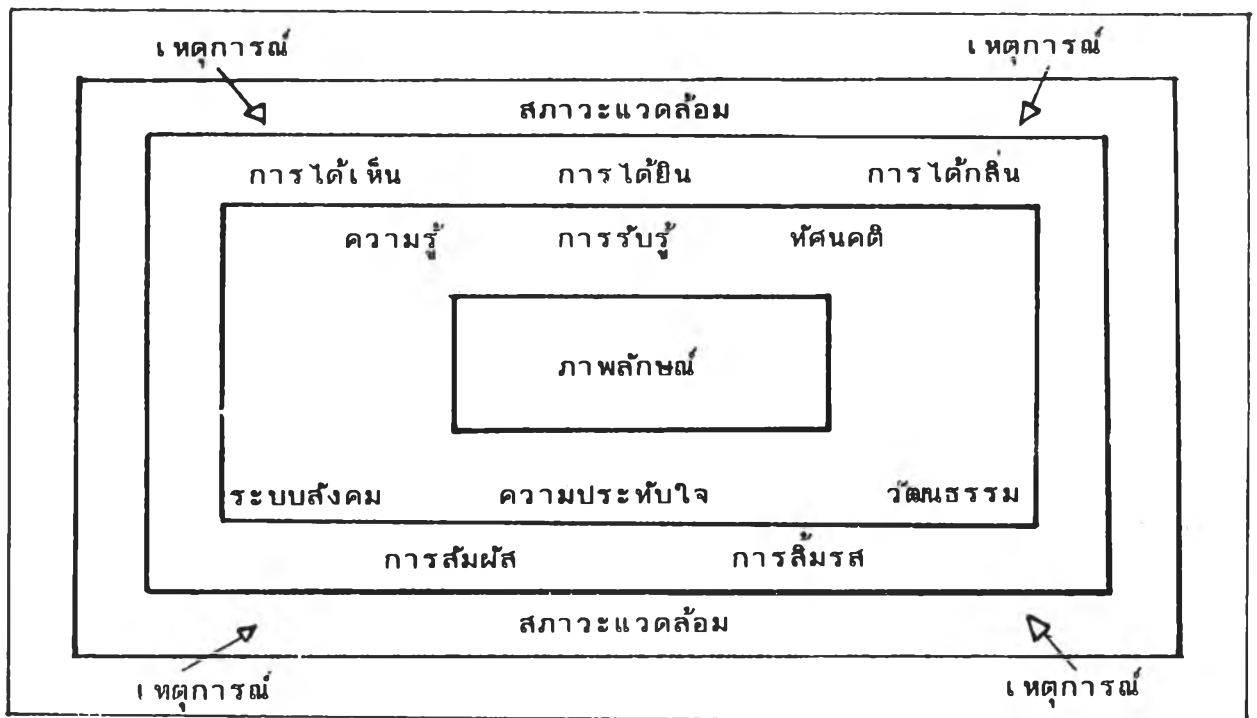 เหตุการณ์ เหตุการณ์
สภาวะแวดล้อม
การได้เห็น การได้ยิน การได้กลิ่น
ความรู้ การรับรู้ ทัศนคติ
ภาพลักษณ์
ระบบสังคม ความประทับใจ วัฒนธรรม
การสัมผัส การลิ้มรส
สภาวะแวดล้อม
เหตุการณ์ เหตุการณ์